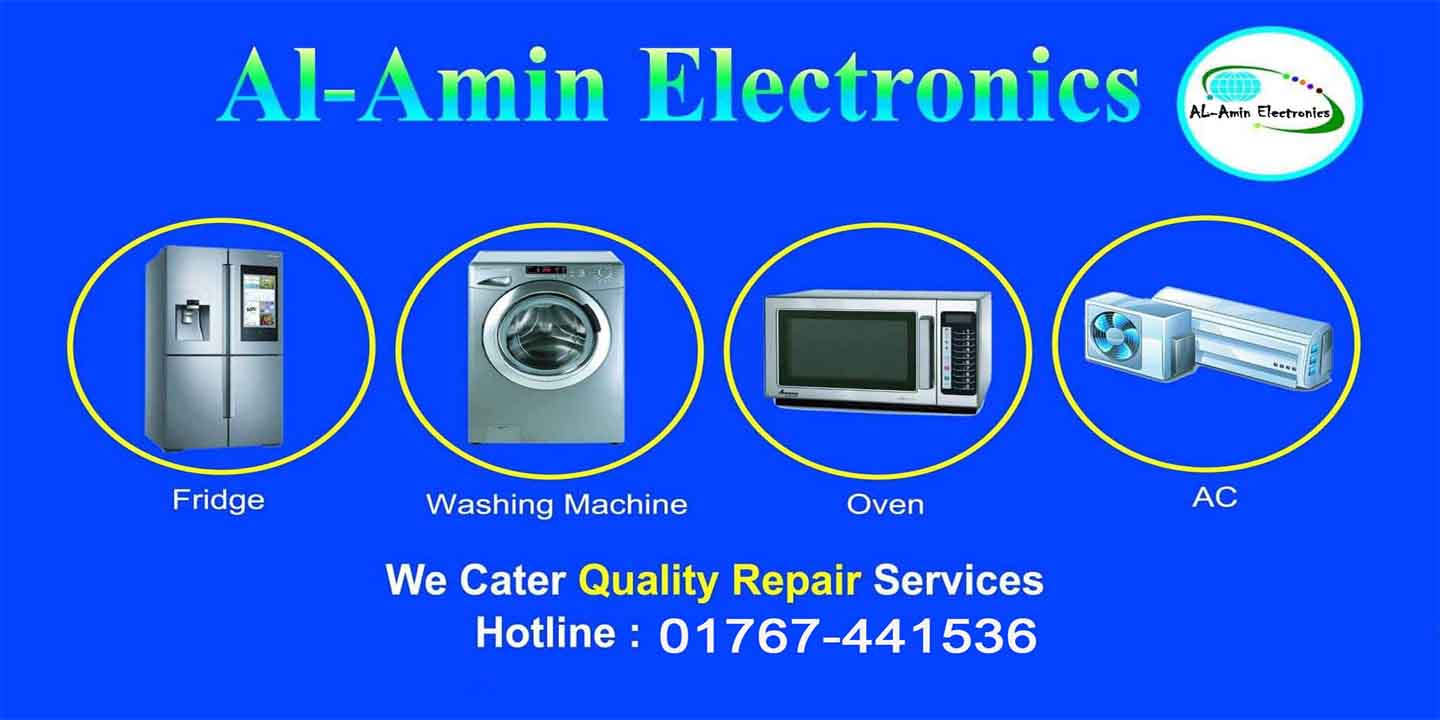 Al-Amin Electronics
AL-Amin Electronics
Fridge
Washing Machine
Oven
AC
We Cater Quality Repair Services
Hotline : 01767-441536